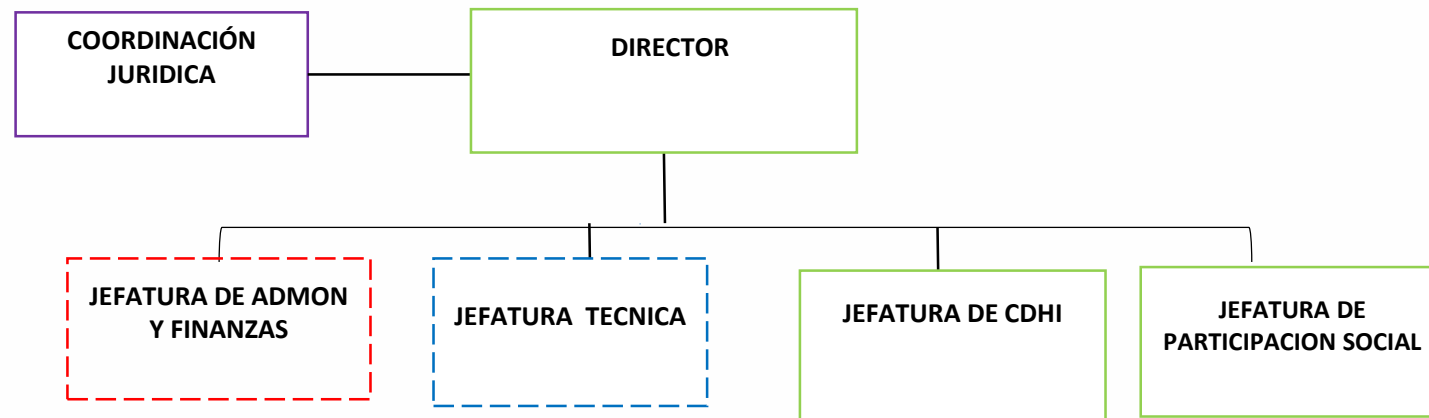 COORDINACIÓN
JURIDICA
DIRECTOR
JEFATURA DE ADMON
Y FINANZAS
JEFATURA TECNICA
JEFATURA DE CDHI
JEFATURA DE
PARTICIPACION SOCIAL